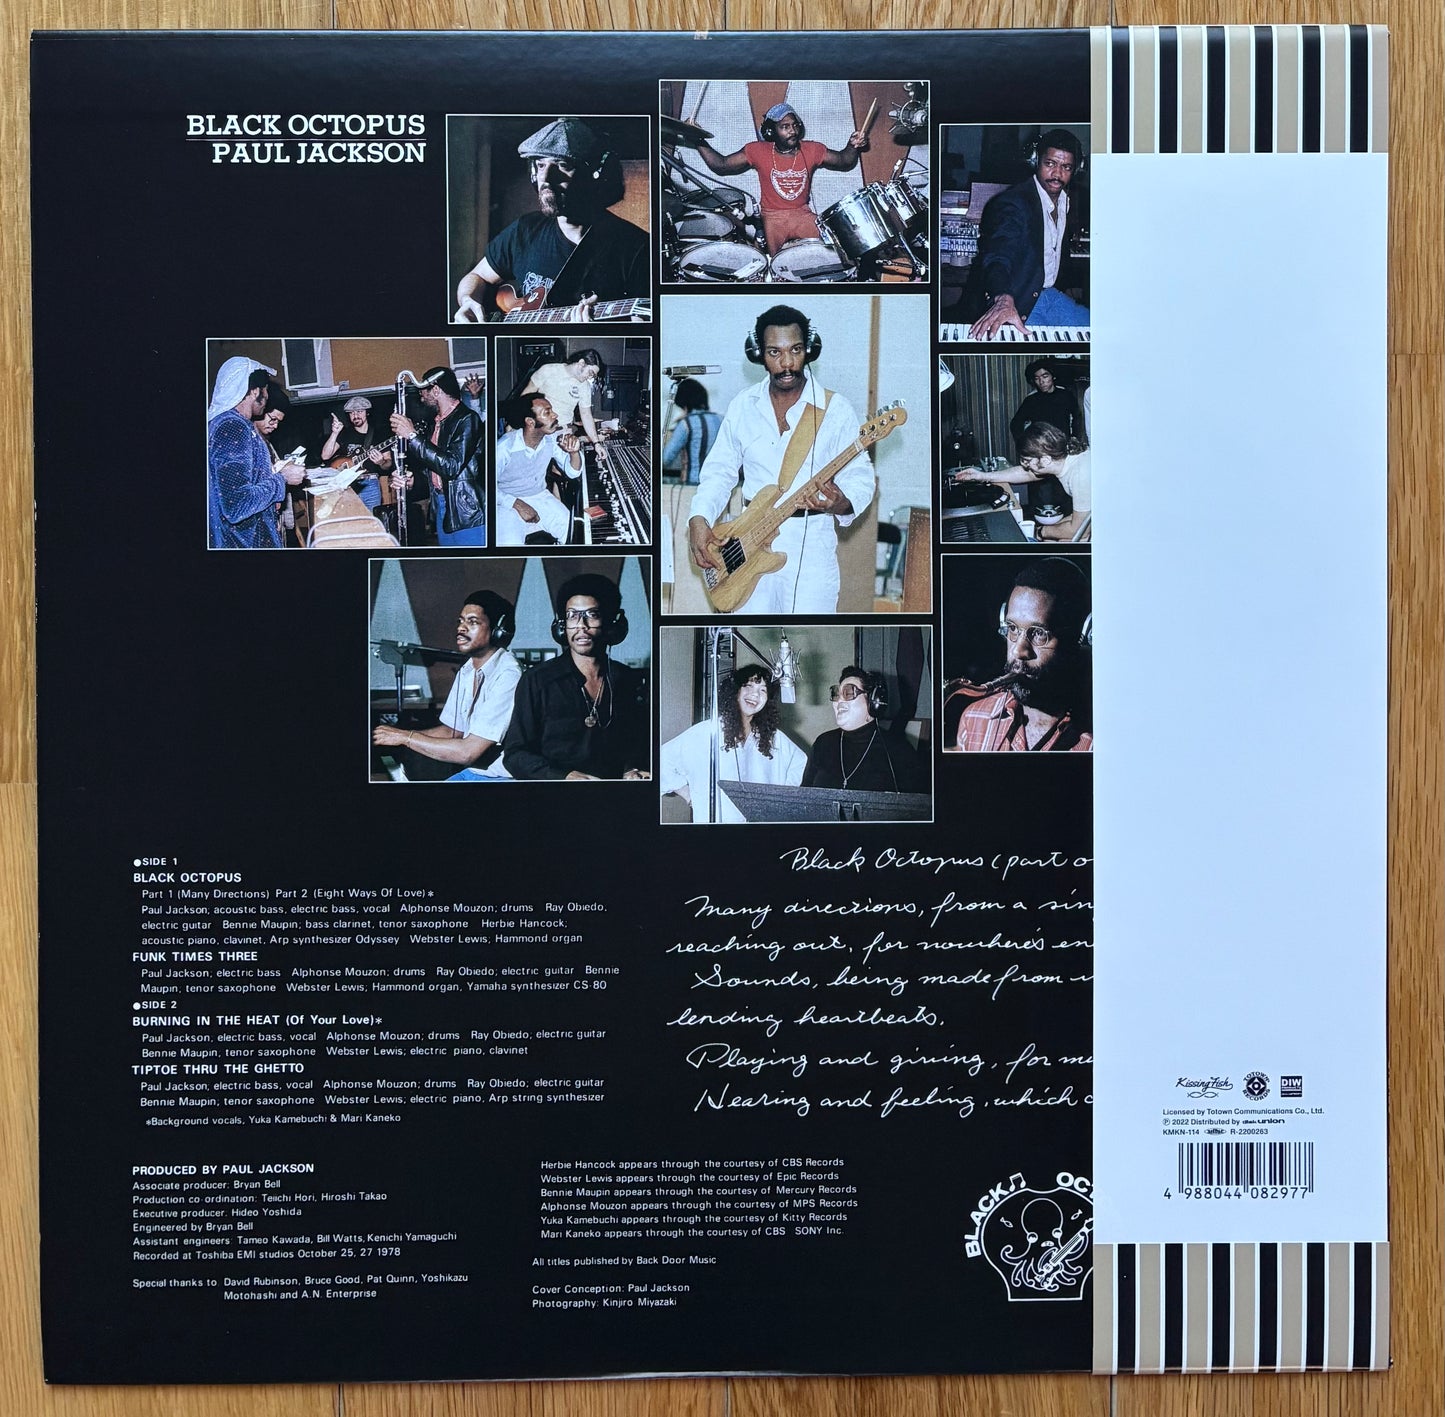 BLACK OCTOPUS
PAUL JACKSON
●SIDE 1
BLACK OCTOPUS
Part 1 (Many Directions) Part 2 (Eight Ways Of Love)*
Paul Jackson; acoustic bass, electric bass, vocal Alphonse Mouzon; drums Ray Obiedo,
electric guitar Bennie Maupin; bass clarinet, tenor saxophone Herbie Hancock;
acoustic piano, clavinet, Arp synthesizer Odyssey Webster Lewis; Hammond organ
FUNK TIMES THREE
Paul Jackson; electric bass Alphonse Mouzon; drums Ray Obiedo; electric guitar Bennie
Maupin; tenor saxophone Webster Lewis; Hammond organ, Yamaha synthesizer CS-80
●SIDE 2
BURNING IN THE HEAT (Of Your Love)*
Paul Jackson, electric bass, vocal Alphonse Mouzon; drums Ray Obiedo; electric guitar
Bennie Maupin; tenor saxophone Webster Lewis; electric piano, clavinet
TIPTOE THRU THE GHETTO
Paul Jackson; electric bass, vocal Alphonse Mouzon; drums Ray Obiedo; electric guitar
Bennie Maupin; tenor saxophone Webster Lewis; electric piano, Arp string synthesizer
*Background vocals, Yuka Kamebuchi & Mari Kaneko
PRODUCED BY PAUL JACKSON
Associate producer: Bryan Bell
Production co-ordination: Teiichi Hori, Hiroshi Takao
Executive producer: Hideo Yoshida
Engineered by Bryan Bell
Assistant engineers: Tameo Kawada, Bill Watts, Kenichi Yamaguchi
Recorded at Toshiba EMI studios October 25, 27 1978
Special thanks to David Rubinson, Bruce Good, Pat Quinn, Yoshikazu
Motohashi and A.N. Enterprise
Herbie Hancock appears through the courtesy of CBS Records
Webster Lewis appears through the courtesy of Epic Records
Bennie Maupin appears through the courtesy of Mercury Records
Alphonse Mouzon appears through the courtesy of MPS Records
Yuka Kamebuchi appears through the courtesy of Kitty Records
Mari Kaneko appears through the courtesy of CBS SONY Inc.
All titles published by Back Door Music
Cover Conception: Paul Jackson
Photography: Kinjiro Miyazaki
Black Octopus (part o
Many directions, from a sin
reaching out, for nowhere's en
Sounds, being made from
lending heartbeats,
Playing and giving, for mu
Hearing and feeling, which c
BLACK OCT
Kissing Fish
TOTOWN RECORDS
DIW
Licensed by Totown Communications Co., Ltd.
℗ 2022 Distributed by disk union
KMKN-114 R-2200263
4 988044 082977